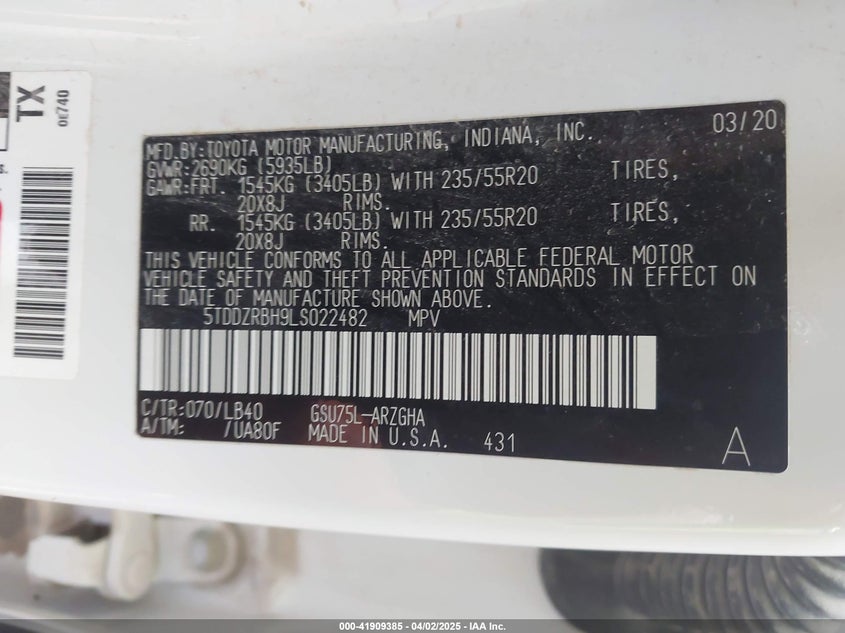 TX
0E740
s.
MFD.BY:TOYOTA MOTOR MANUFACTURING, INDIANA, INC. 03/20
GVWR:2690KG (5935LB)
GAWR:FRT. 1545KG (3405LB) WITH 235/55R20 TIRES,
20X8J RIMS.
RR. 1545KG (3405LB) WITH 235/55R20 TIRES,
20X8J RIMS.
THIS VEHICLE CONFORMS TO ALL APPLICABLE FEDERAL MOTOR
VEHICLE SAFETY AND THEFT PREVENTION STANDARDS IN EFFECT ON
THE DATE OF MANUFACTURE SHOWN ABOVE.
5TDDZRBH9LS022482 MPV
C/TR:070/LB40 GSU75L-ARZGHA
A/TM: /UA80F MADE IN U.S.A. 431
A
000-41909385 - 04/02/2025 - IAA Inc.